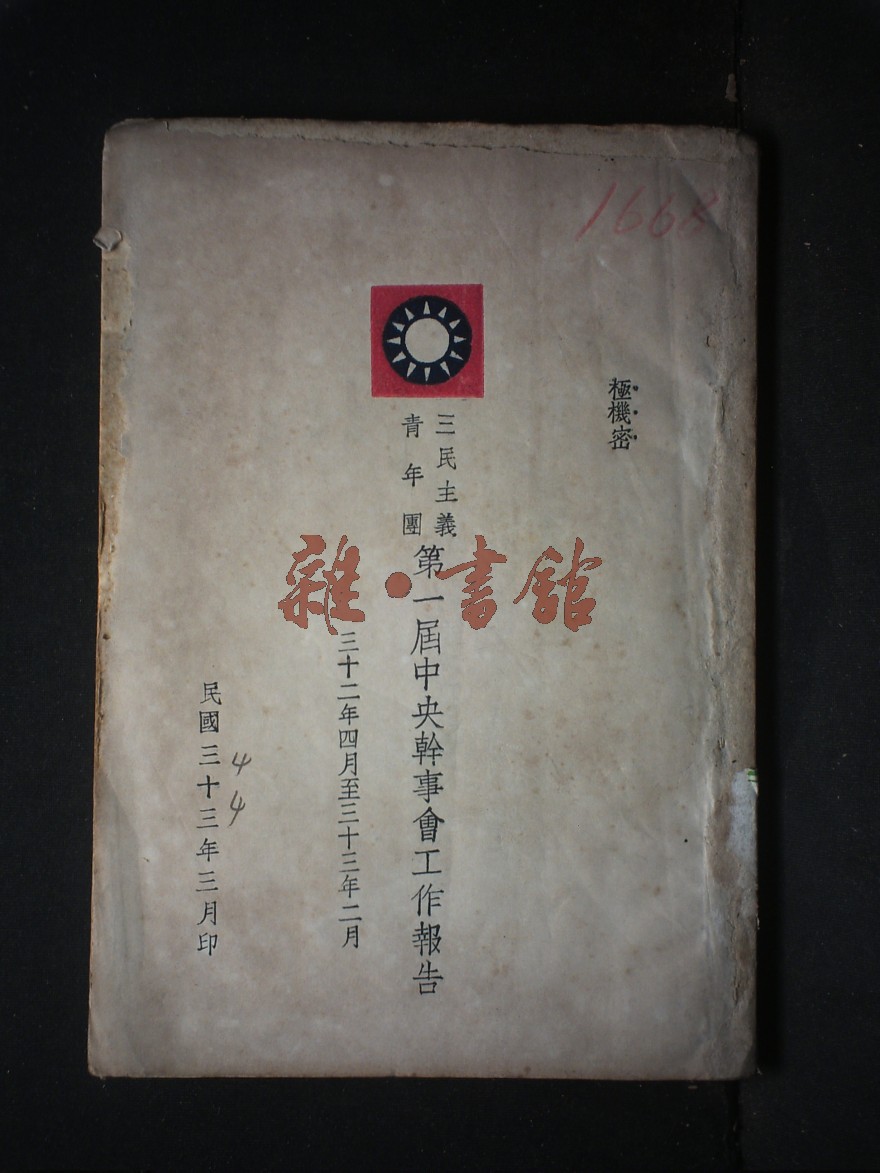 1668
極機密
三民主義
青年團
第一屆中央幹事會工作報告
三十二年四月至三十三年二月
44
民國三十三年三月印
雜·書館